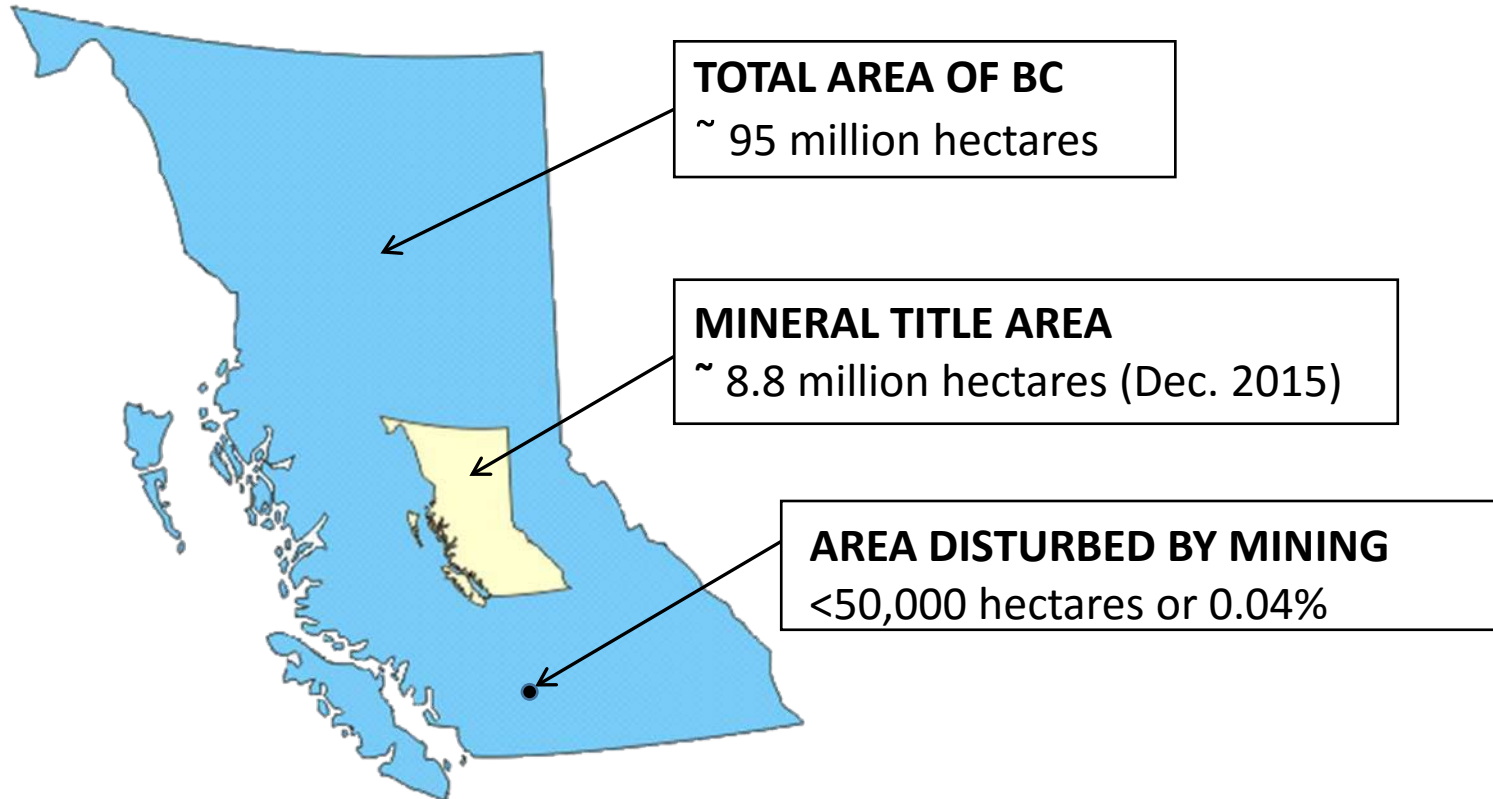 TOTAL AREA OF BC
~ 95 million hectares
MINERAL TITLE AREA
~ 8.8 million hectares (Dec. 2015)
AREA DISTURBED BY MINING
<50,000 hectares or 0.04%